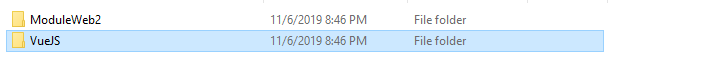 ModuleWeb2 11/6/2019 8:46 PM File folder
VueJS 11/6/2019 8:46 PM File folder